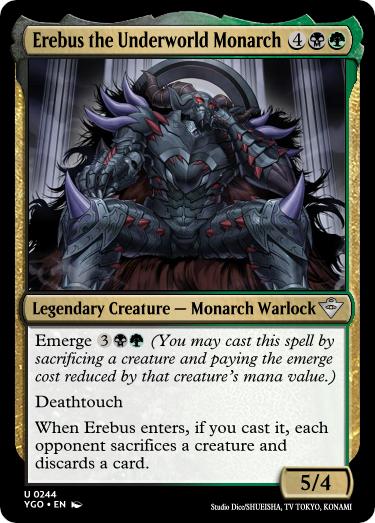 Erebus the Underworld Monarch 4
Legendary Creature — Monarch Warlock
Emerge 3 (You may cast this spell by
sacrificing a creature and paying the emerge
cost reduced by that creature's mana value.)
Deathtouch
When Erebus enters, if you cast it, each
opponent sacrifices a creature and
discards a card.
5/4
U 0244
YGO • EN
Studio Dice/SHUEISHA, TV TOKYO, KONAMI